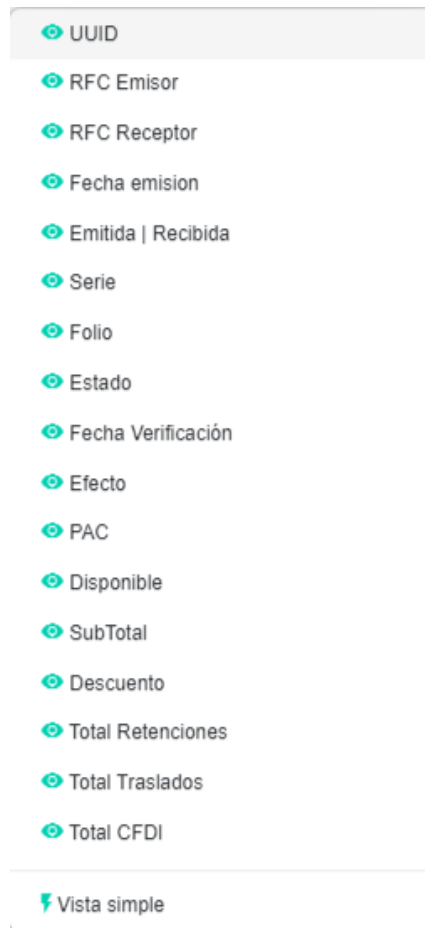 UUID
RFC Emisor
RFC Receptor
Fecha emision
Emitida | Recibida
Serie
Folio
Estado
Fecha Verificación
Efecto
PAC
Disponible
SubTotal
Descuento
Total Retenciones
Total Traslados
Total CFDI
Vista simple